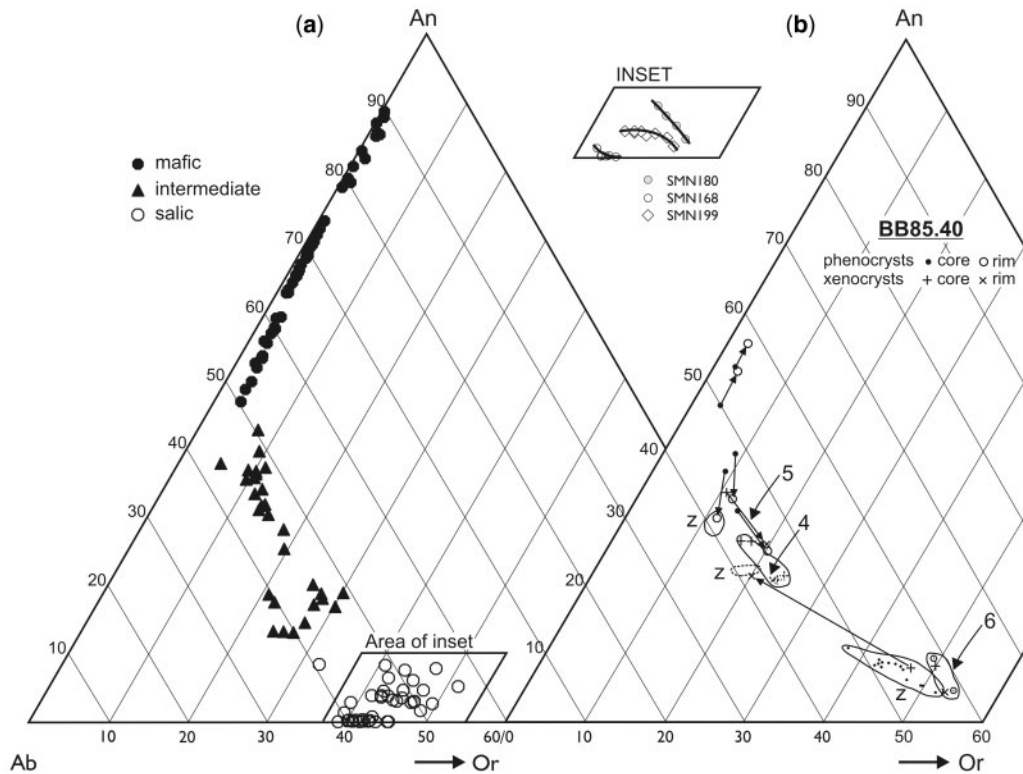 An
(a)
90
80
70
60
50
40
30
20
10
mafic
intermediate
salic
Area of inset
10
20
30
40
50
60/0
Ab
Or
INSET
SMN180
SMN168
SMN199
An
(b)
90
80
70
60
50
40
30
20
10
BB85.40
phenocrysts core rim
xenocrysts core rim
5
4
z
z
6
z
10
20
30
40
50
60
Or